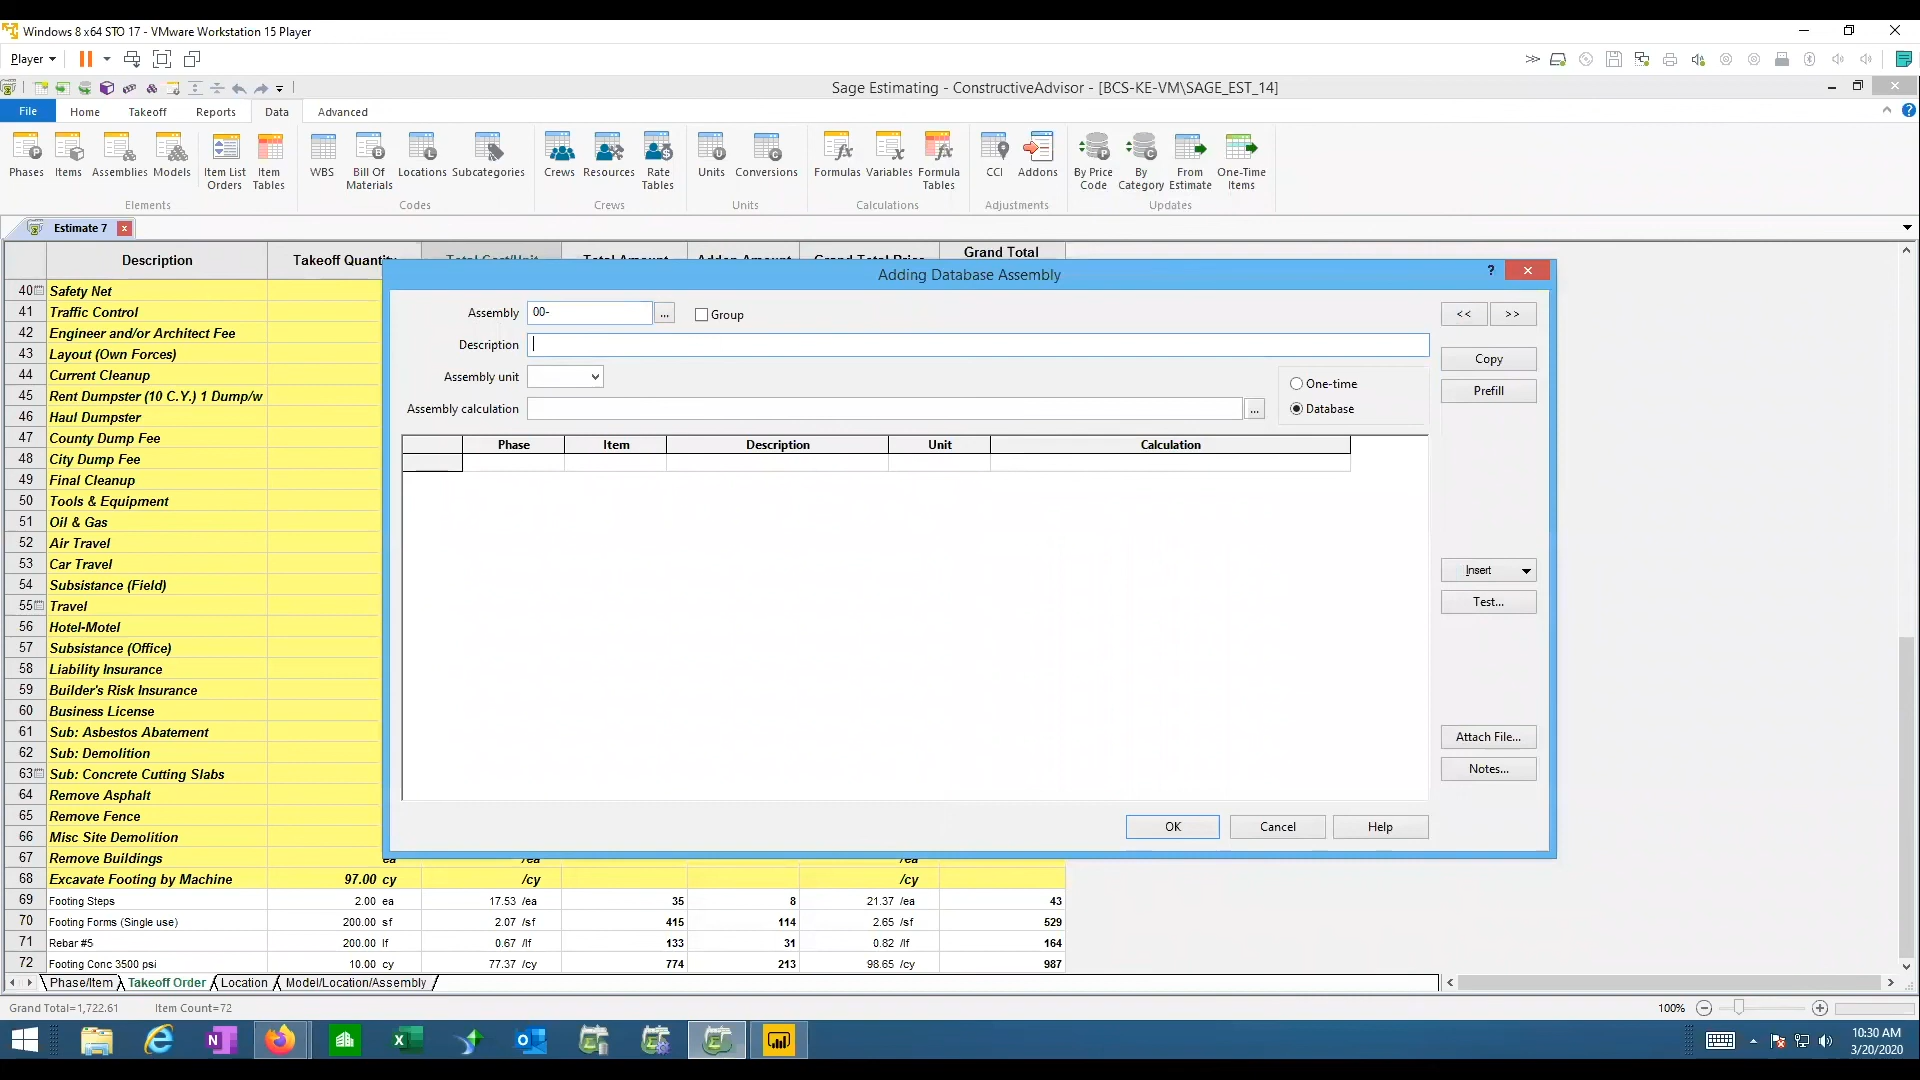 Windows 8 x64 STO 17 - VMware Workstation 15 Player
Player
Sage Estimating - ConstructiveAdvisor - [BCS-KE-VM\SAGE_EST_14]
File Home Takeoff Reports Data Advanced
Phases Items Assemblies Models Item List Orders Item Tables WBS Bill Of Materials Locations Subcategories Crews Resources Rate Tables Units Conversions Formulas Variables Formula Tables CCI Addons By Price Code By Category From Estimate One-Time Items
Elements Codes Crews Units Calculations Adjustments Updates
Estimate 7
Description Takeoff Quantity Total Cost/Unit Total Amount Addon Amount Grand Total Price Grand Total
Adding Database Assembly
?
Assembly 00- ... Group << >>
Description
Copy
Assembly unit
One-time
Prefill
Assembly calculation ... Database
Phase Item Description Unit Calculation
Insert
Test...
Attach File...
Notes...
OK Cancel Help
40 Safety Net
41 Traffic Control
42 Engineer and/or Architect Fee
43 Layout (Own Forces)
44 Current Cleanup
45 Rent Dumpster (10 C.Y.) 1 Dump/w
46 Haul Dumpster
47 County Dump Fee
48 City Dump Fee
49 Final Cleanup
50 Tools & Equipment
51 Oil & Gas
52 Air Travel
53 Car Travel
54 Subsistance (Field)
55 Travel
56 Hotel-Motel
57 Subsistance (Office)
58 Liability Insurance
59 Builder's Risk Insurance
60 Business License
61 Sub: Asbestos Abatement
62 Sub: Demolition
63 Sub: Concrete Cutting Slabs
64 Remove Asphalt
65 Remove Fence
66 Misc Site Demolition
67 Remove Buildings ea /ea /ea
68 Excavate Footing by Machine 97.00 cy /cy /cy
69 Footing Steps 2.00 ea 17.53 /ea 35 8 21.37 /ea 43
70 Footing Forms (Single use) 200.00 sf 2.07 /sf 415 114 2.65 /sf 529
71 Rebar #5 200.00 lf 0.67 /lf 133 31 0.82 /lf 164
72 Footing Conc 3500 psi 10.00 cy 77.37 /cy 774 213 98.65 /cy 987
Phase/Item Takeoff Order Location Model/Location/Assembly
Grand Total=1,722.61 Item Count=72 100%
10:30 AM
3/20/2020